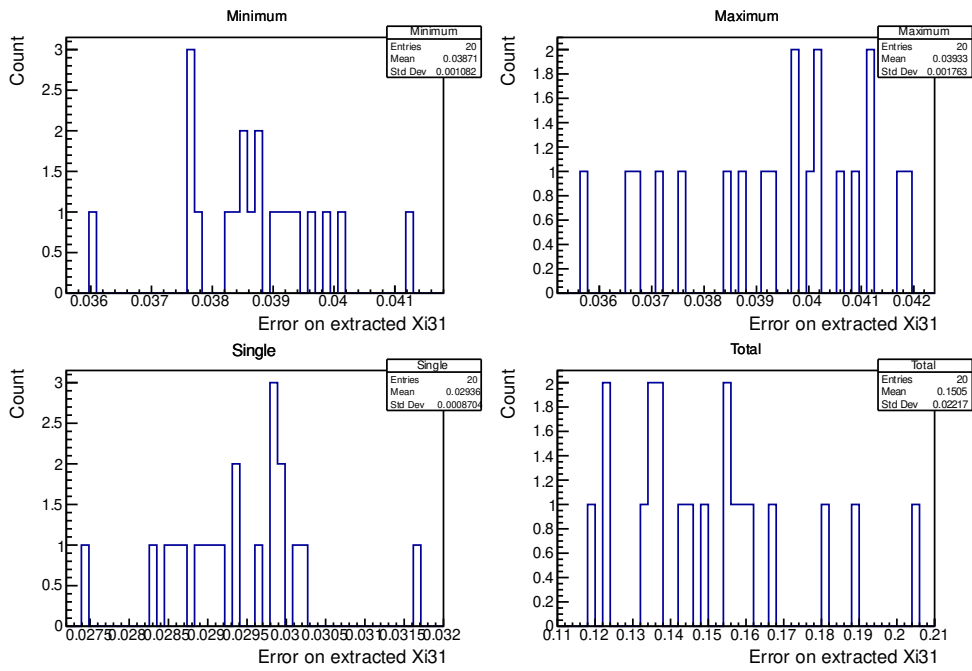 Minimum
Count
Minimum
Entries 20
Mean 0.03871
Std Dev 0.001082
3
2.5
2
1.5
1
0.5
0
0.036 0.037 0.038 0.039 0.04 0.041
Error on extracted Xi31
Maximum
Count
Maximum
Entries 20
Mean 0.03933
Std Dev 0.001763
2
1.8
1.6
1.4
1.2
1
0.8
0.6
0.4
0.2
0
0.036 0.037 0.038 0.039 0.04 0.041 0.042
Error on extracted Xi31
Single
Count
Single
Entries 20
Mean 0.02936
Std Dev 0.0008704
3
2.5
2
1.5
1
0.5
0
0.0275 0.028 0.0285 0.029 0.0295 0.03 0.0305 0.031 0.0315 0.032
Error on extracted Xi31
Total
Count
Total
Entries 20
Mean 0.1505
Std Dev 0.02217
2
1.8
1.6
1.4
1.2
1
0.8
0.6
0.4
0.2
0
0.11 0.12 0.13 0.14 0.15 0.16 0.17 0.18 0.19 0.2 0.21
Error on extracted Xi31